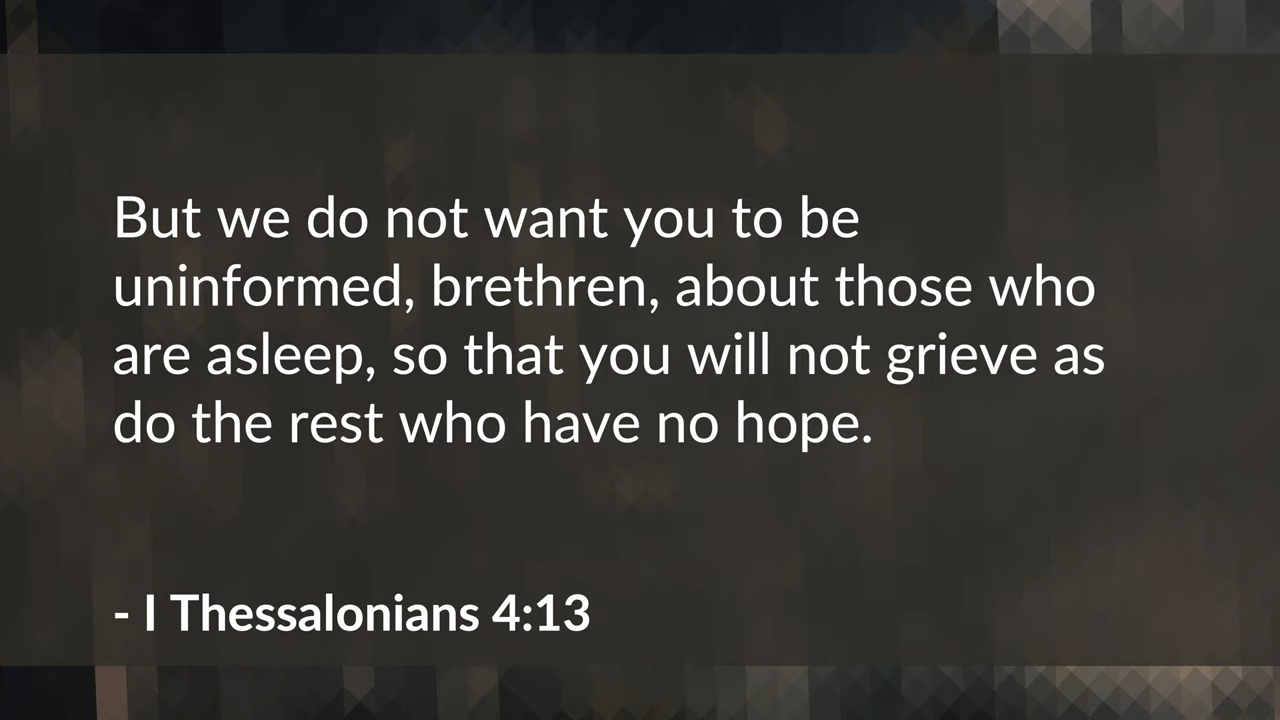 But we do not want you to be
uninformed, brethren, about those who
are asleep, so that you will not grieve as
do the rest who have no hope.
- I Thessalonians 4:13